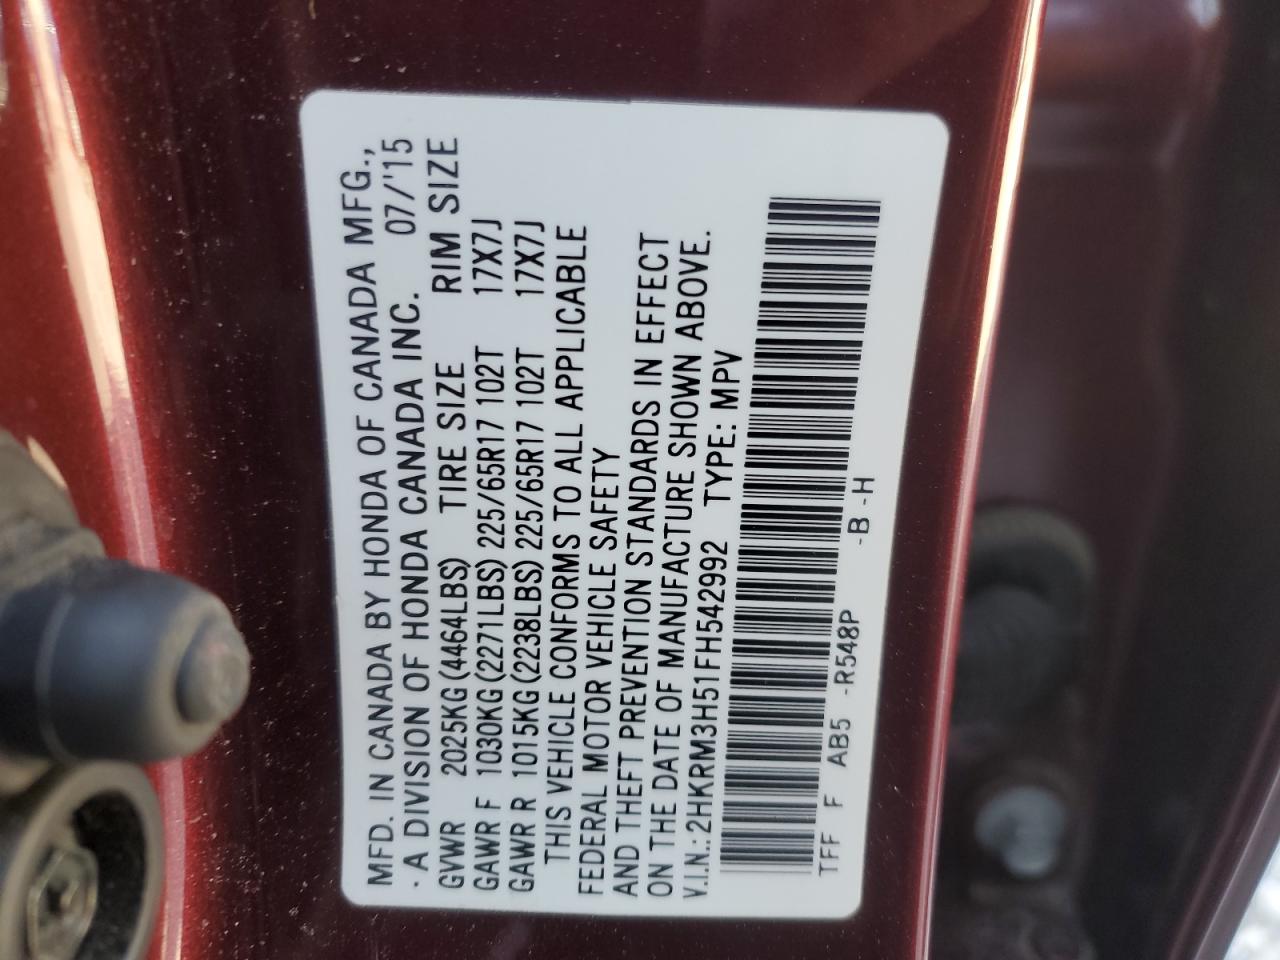 MFD. IN CANADA BY HONDA OF CANADA MFG.,
· A DIVISION OF HONDA CANADA INC. 07/'15
GVWR 2025KG(4464LBS) TIRE SIZE RIM SIZE
GAWR F 1030KG(2271LBS) 225/65R17 102T 17X7J
GAWR R 1015KG(2238LBS) 225/65R17 102T 17X7J
THIS VEHICLE CONFORMS TO ALL APPLICABLE
FEDERAL MOTOR VEHICLE SAFETY
AND THEFT PREVENTION STANDARDS IN EFFECT
ON THE DATE OF MANUFACTURE SHOWN ABOVE.
V.I.N.:2HKRM3H51FH542992 TYPE: MPV
TFF F AB5 -R548P -B -H